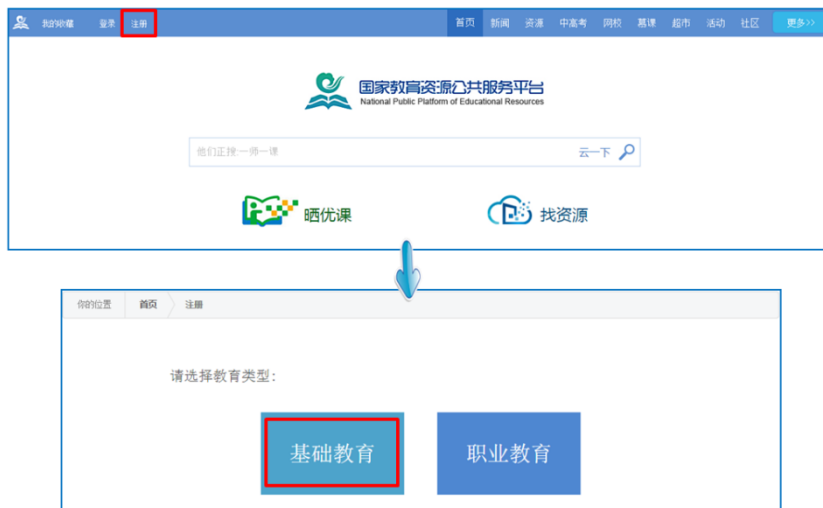 我的收藏 登录 注册 首页 新闻 资源 中高考 网校 慕课 超市 活动 社区 更多>>
国家教育资源公共服务平台
National Public Platform of Educational Resources
他们正搜:一师一课 云一下
晒优课 找资源
你的位置 首页 注册
请选择教育类型:
基础教育 职业教育